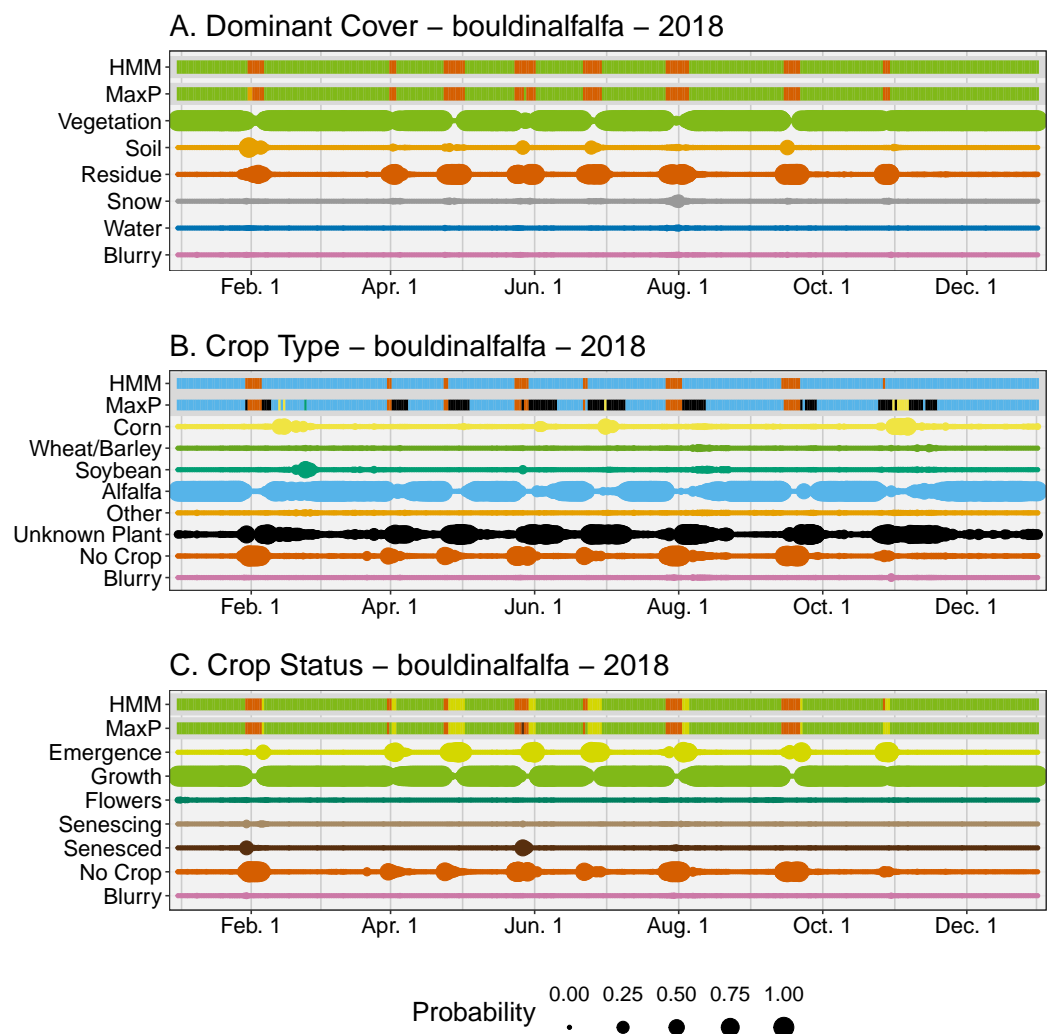 A. Dominant Cover – bouldinalfalfa – 2018
HMM
MaxP
Vegetation
Soil
Residue
Snow
Water
Blurry
Feb. 1 Apr. 1 Jun. 1 Aug. 1 Oct. 1 Dec. 1
B. Crop Type – bouldinalfalfa – 2018
HMM
MaxP
Corn
Wheat/Barley
Soybean
Alfalfa
Other
Unknown Plant
No Crop
Blurry
Feb. 1 Apr. 1 Jun. 1 Aug. 1 Oct. 1 Dec. 1
C. Crop Status – bouldinalfalfa – 2018
HMM
MaxP
Emergence
Growth
Flowers
Senescing
Senesced
No Crop
Blurry
Feb. 1 Apr. 1 Jun. 1 Aug. 1 Oct. 1 Dec. 1
0.00 0.25 0.50 0.75 1.00
Probability